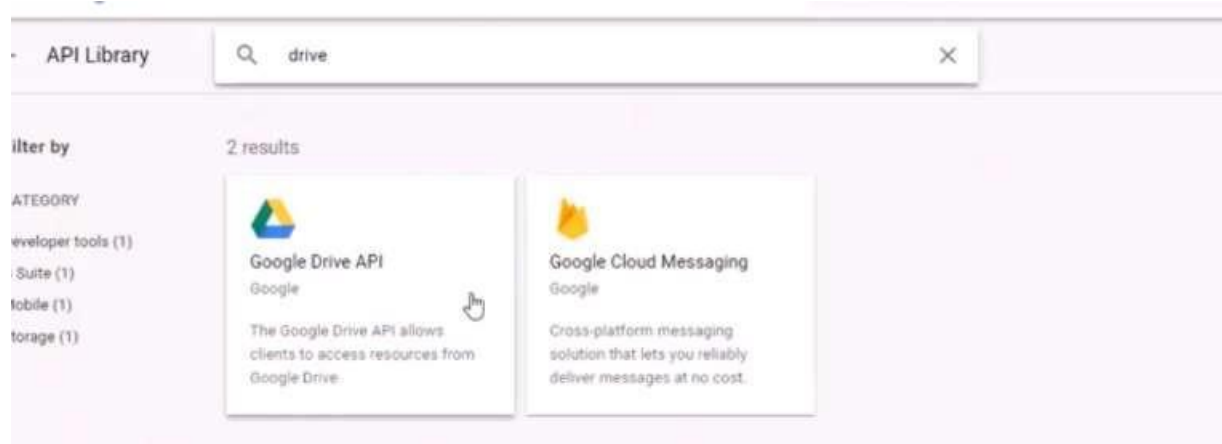 API Library
drive
ilter by
2 results
ATEGORY
eveloper tools (1)
Suite (1)
lobile (1)
torage (1)
Google Drive API
Google
The Google Drive API allows
clients to access resources from
Google Drive
Google Cloud Messaging
Google
Cross-platform messaging
solution that lets you reliably
deliver messages at no cost.